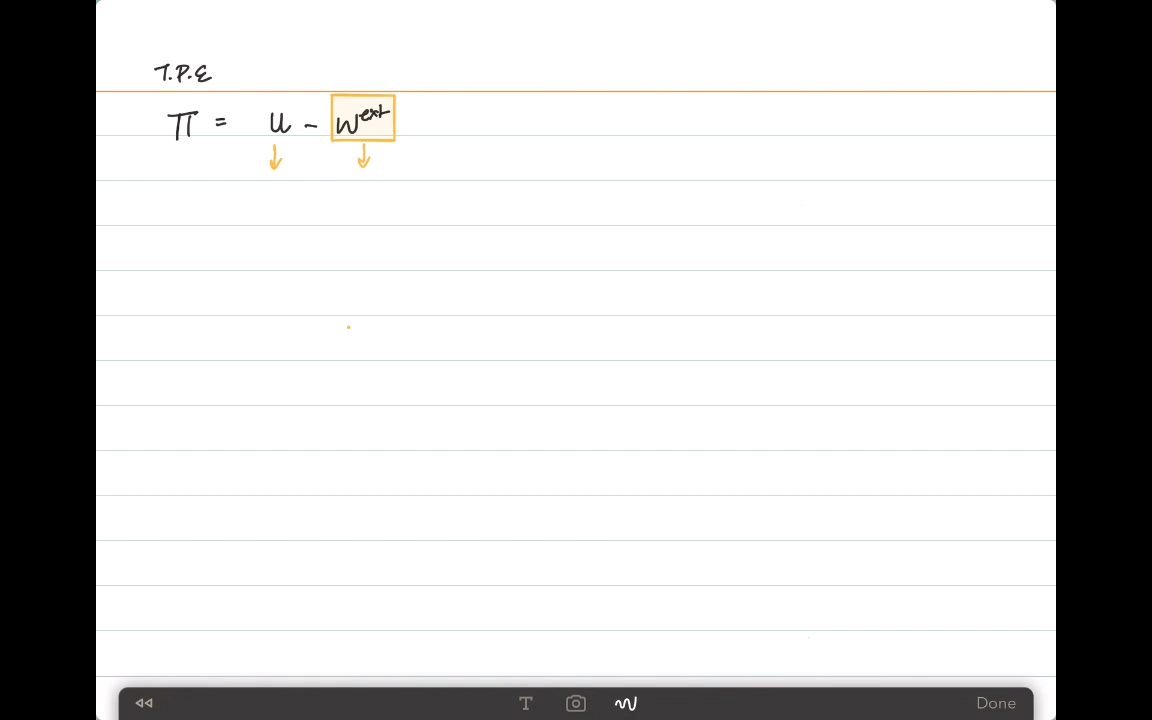 T.P.E
π = U - W^ext
T
Done